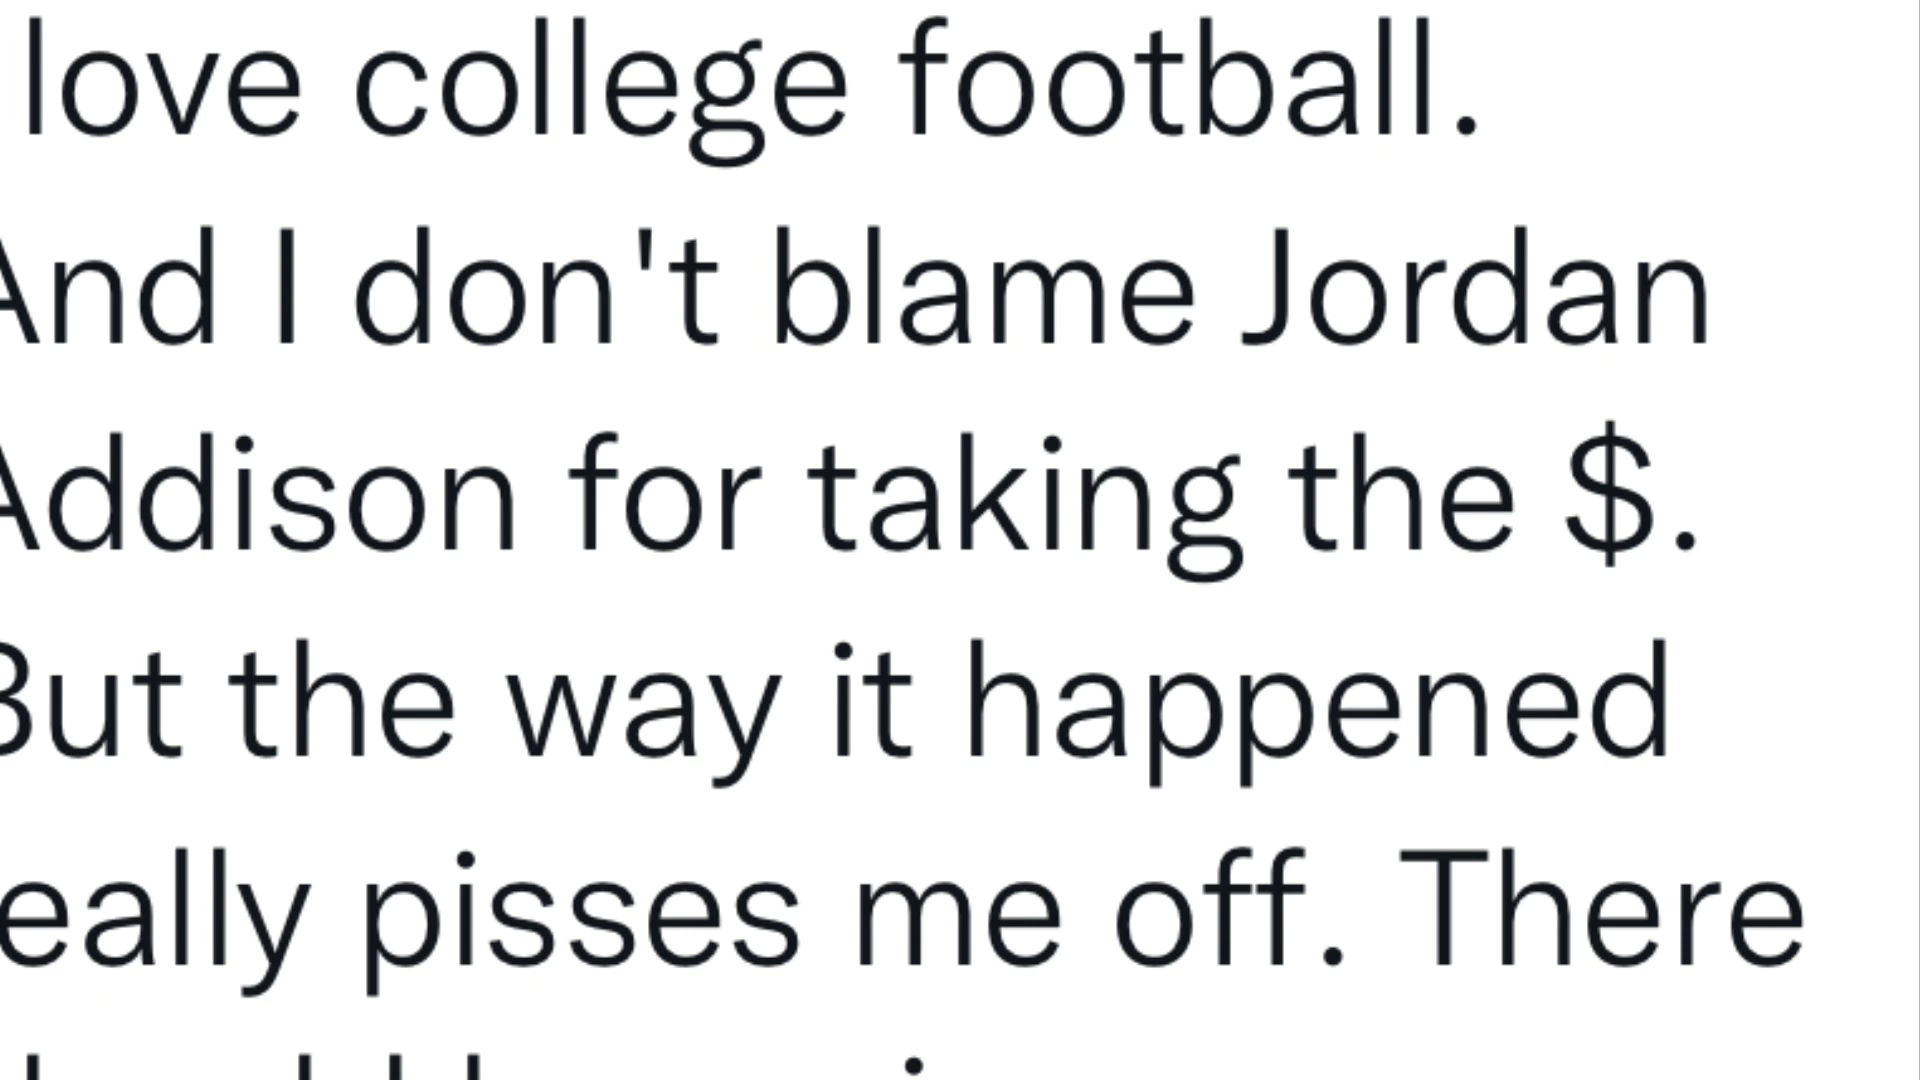 love college football.
And I don't blame Jordan
Addison for taking the $.
But the way it happened
eally pisses me off. There